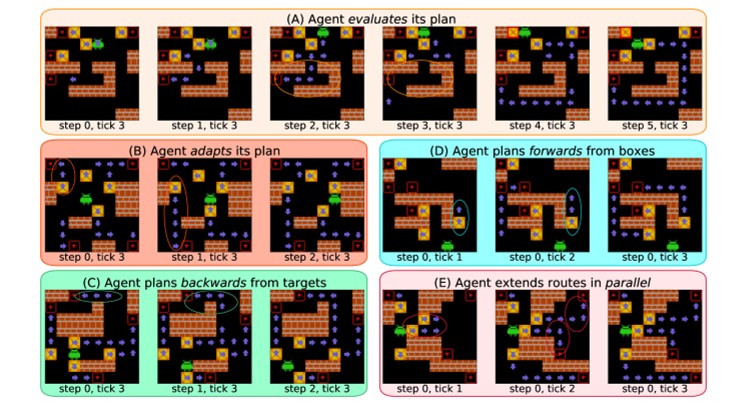 (A) Agent evaluates its plan
step 0, tick 3 step 1, tick 3 step 2, tick 3 step 3, tick 3 step 4, tick 3 step 5, tick 3
(B) Agent adapts its plan
step 0, tick 3 step 1, tick 3 step 2, tick 3
(D) Agent plans forwards from boxes
step 0, tick 1 step 0, tick 2 step 0, tick 3
(C) Agent plans backwards from targets
step 0, tick 3 step 1, tick 3 step 2, tick 3
(E) Agent extends routes in parallel
step 0, tick 1 step 0, tick 2 step 0, tick 3